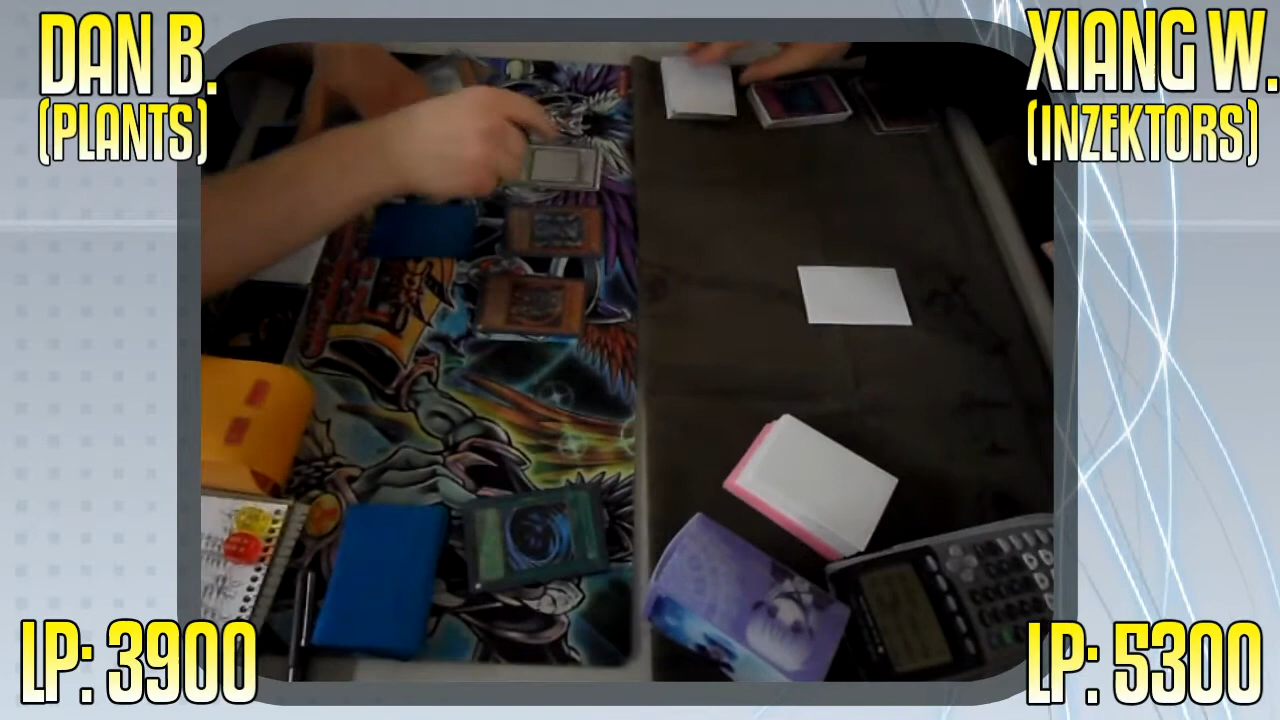 DAN B.
(PLANTS)
XIANG W.
(INZEKTORS)
LP: 3900
LP: 5300